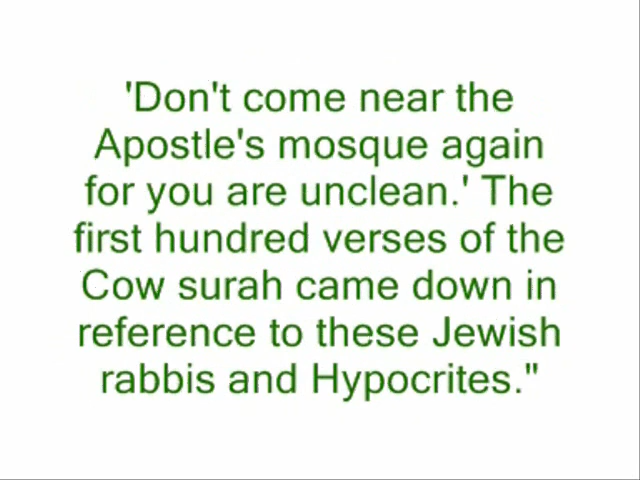 'Don't come near the
Apostle's mosque again
for you are unclean.' The
first hundred verses of the
Cow surah came down in
reference to these Jewish
rabbis and Hypocrites."